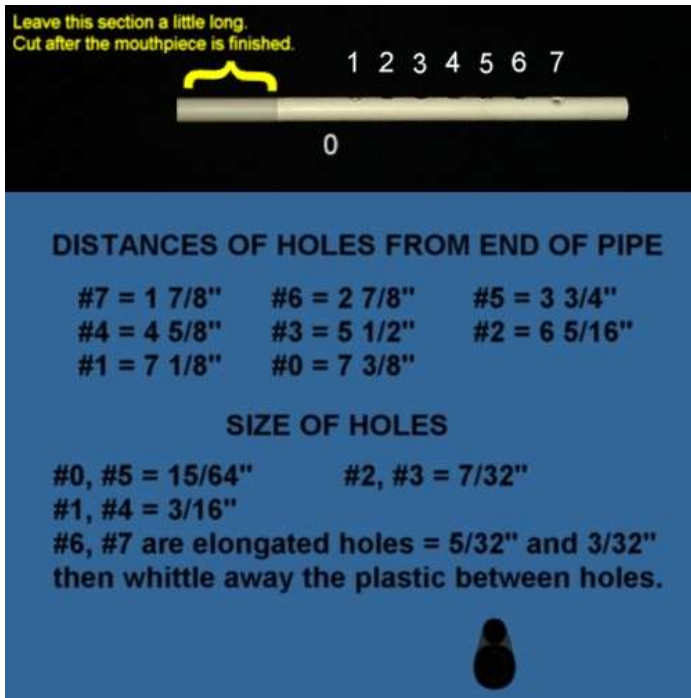 Leave this section a little long.
Cut after the mouthpiece is finished.
1 2 3 4 5 6 7
0
DISTANCES OF HOLES FROM END OF PIPE
#7 = 1 7/8" #6 = 2 7/8" #5 = 3 3/4"
#4 = 4 5/8" #3 = 5 1/2" #2 = 6 5/16"
#1 = 7 1/8" #0 = 7 3/8"
SIZE OF HOLES
#0, #5 = 15/64" #2, #3 = 7/32"
#1, #4 = 3/16"
#6, #7 are elongated holes = 5/32" and 3/32"
then whittle away the plastic between holes.